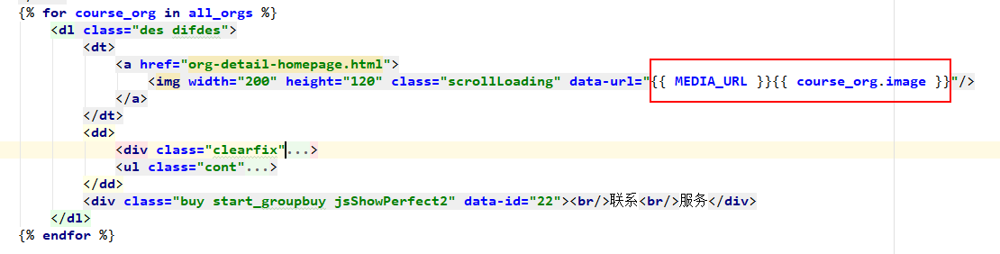 {% for course_org in all_orgs %}
<dl class="des difdes">
<dt>
<a href="org-detail-homepage.html">
<img width="200" height="120" class="scrollLoading" data-url="{{ MEDIA_URL }}{{ course_org.image }}"/>
</a>
</dt>
<dd>
<div class="clearfix"...>
<ul class="cont"...>
</dd>
<div class="buy start_groupbuy jsShowPerfect2" data-id="22"><br/>联系<br/>服务</div>
</dl>
{% endfor %}